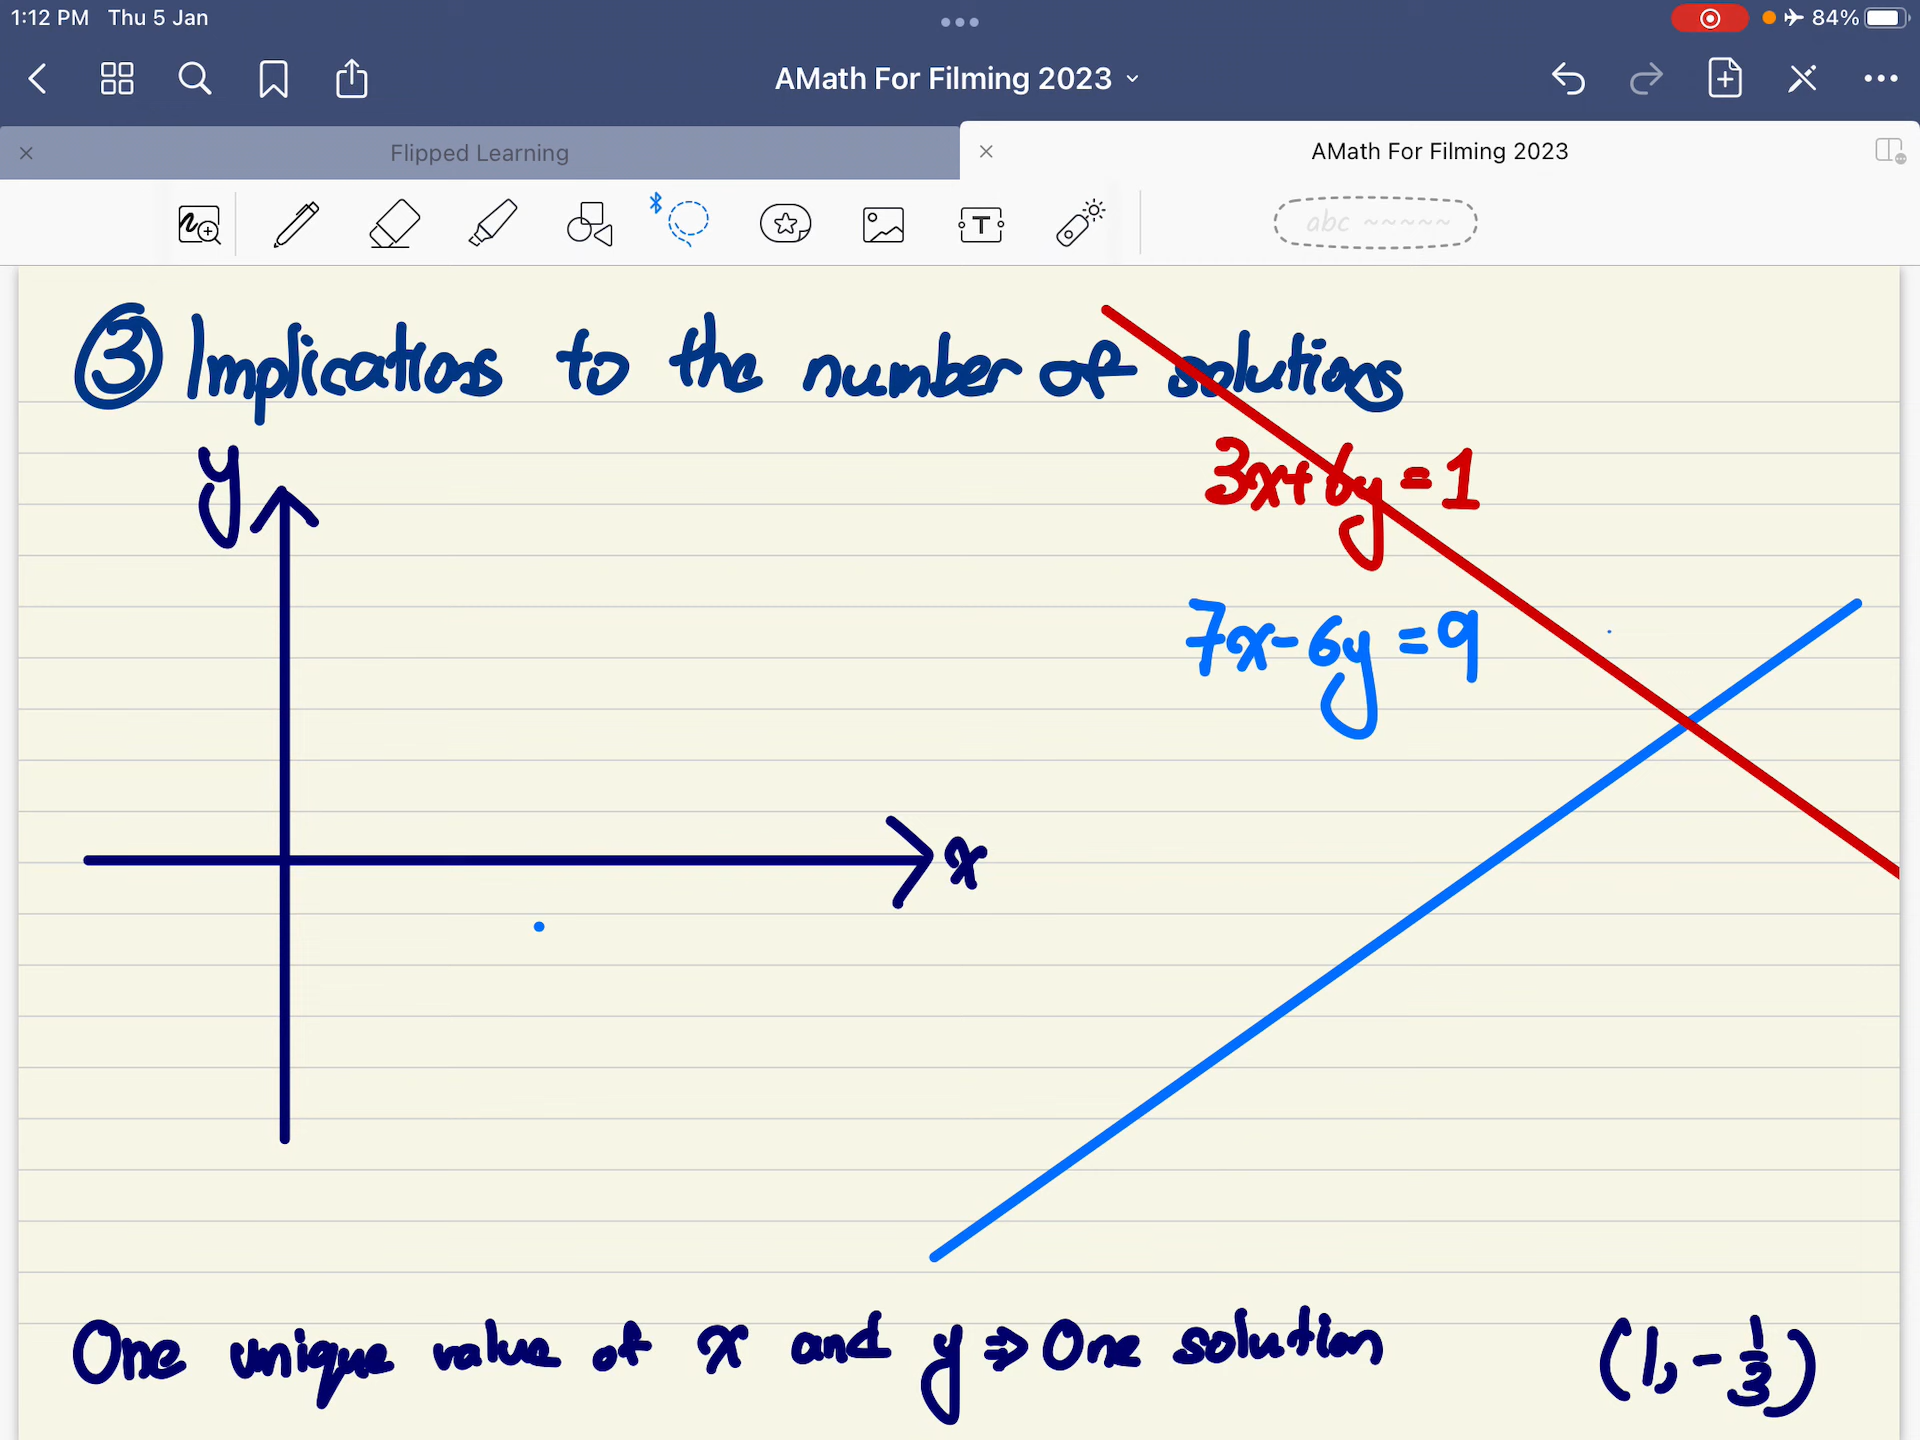 1:12 PM Thu 5 Jan
84%
AMath For Filming 2023
Flipped Learning
AMath For Filming 2023
T
abc
③ Implications to the number of solutions
y
3x+6y=1
7x-6y=9
x
One unique value of x and y ⇒ One solution (1, -1/3)